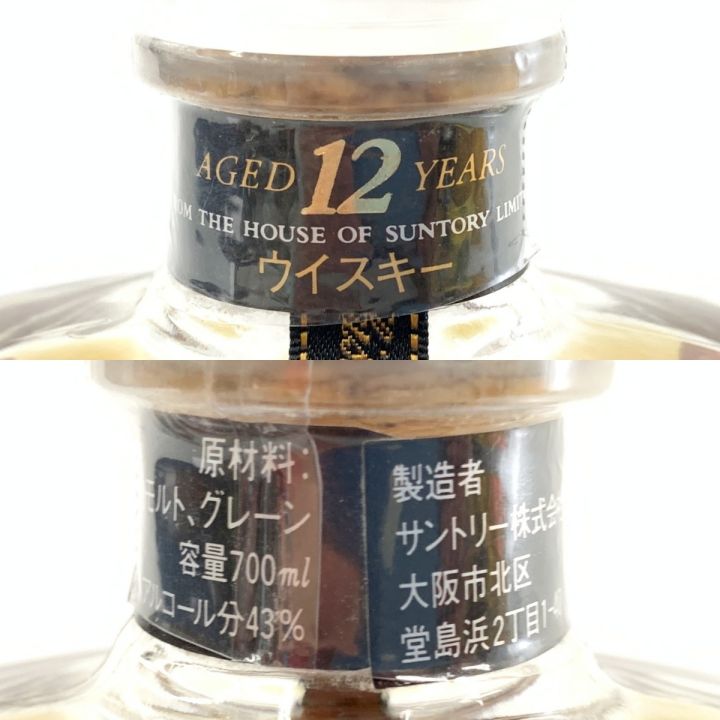 AGED 12 YEARS
THE HOUSE OF SUNTORY
ウイスキー
原材料:
モルト、グレーン
容量700ml
アルコール分43%
製造者
サントリー株式会
大阪市北区
堂島浜2丁目1-